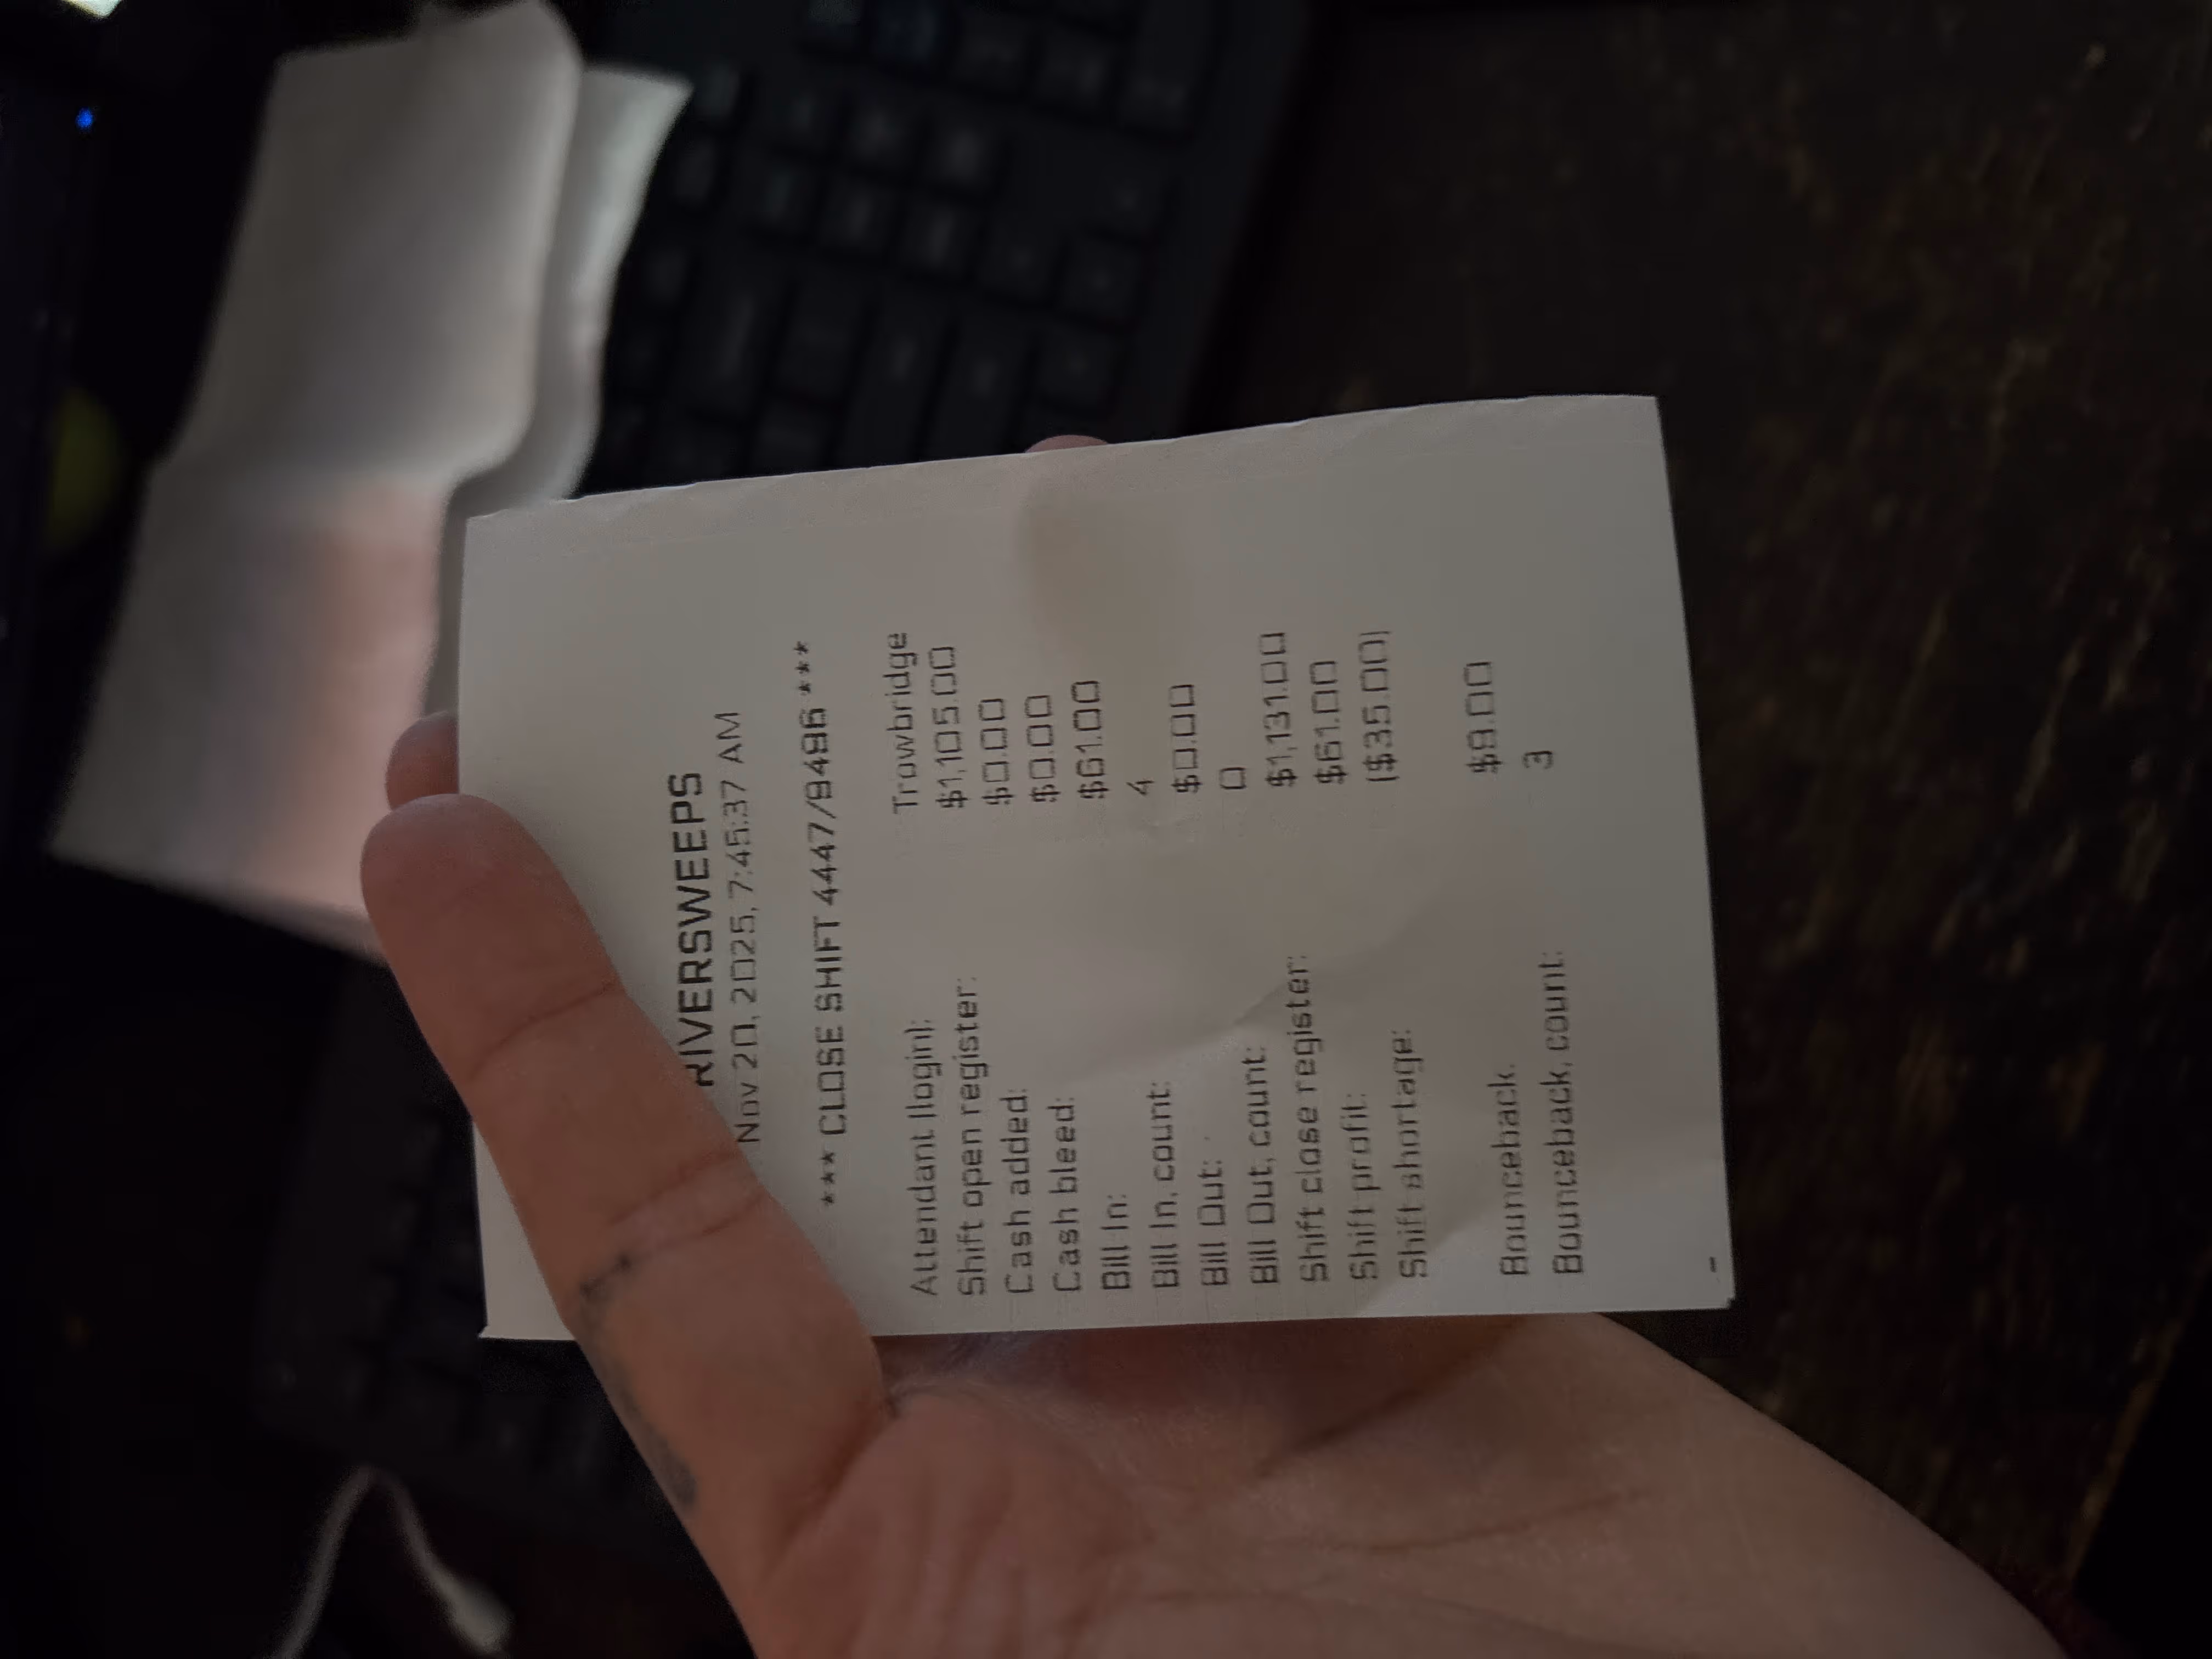 RIVERSWEEPS
Nov 20, 2025, 7:45:37 AM
*** CLOSE SHIFT 4447/9496 ***
Attendant (login): Trowbridge
Shift open register: $1,105.00
Cash added: $0.00
Cash bleed: $0.00
Bill In: $61.00
Bill In, count: 4
Bill Out: $0.00
Bill Out, count: 0
Shift close register: $1,131.00
Shift profit: $61.00
Shift shortage: ($35.00)
Bounceback: $9.00
Bounceback, count: 3